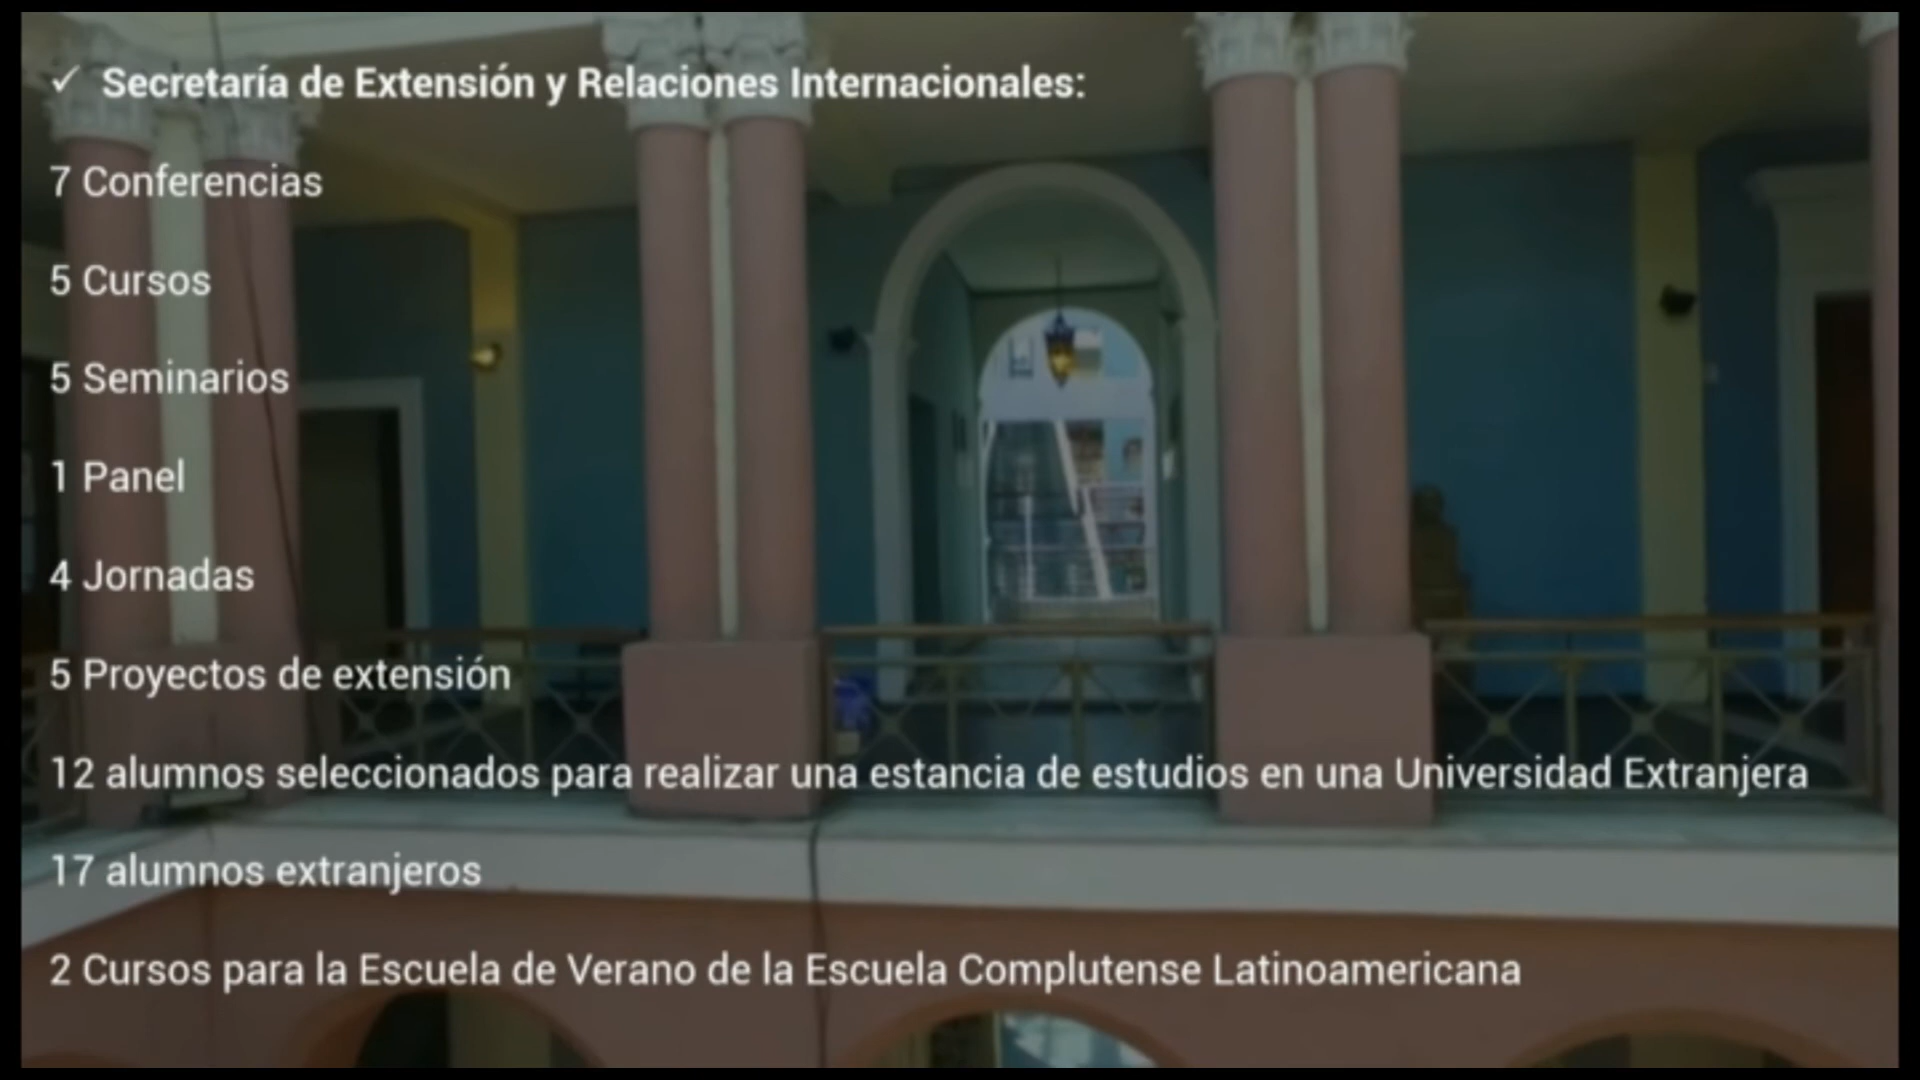 ✓ Secretaría de Extensión y Relaciones Internacionales:
7 Conferencias
5 Cursos
5 Seminarios
1 Panel
4 Jornadas
5 Proyectos de extensión
12 alumnos seleccionados para realizar una estancia de estudios en una Universidad Extranjera
17 alumnos extranjeros
2 Cursos para la Escuela de Verano de la Escuela Complutense Latinoamericana